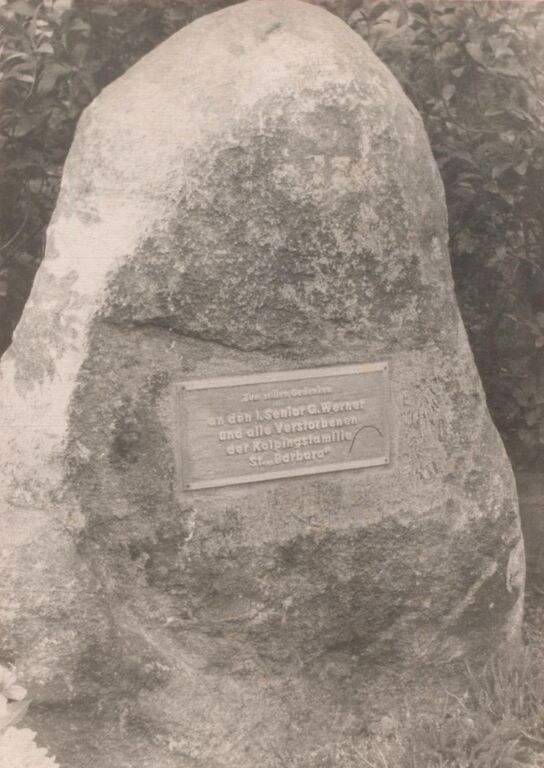 Zum stillen Gedenken
an den 1. Senior G. Werner
und alle Verstorbenen
der Kolpingsfamilie
St. „Barbara“